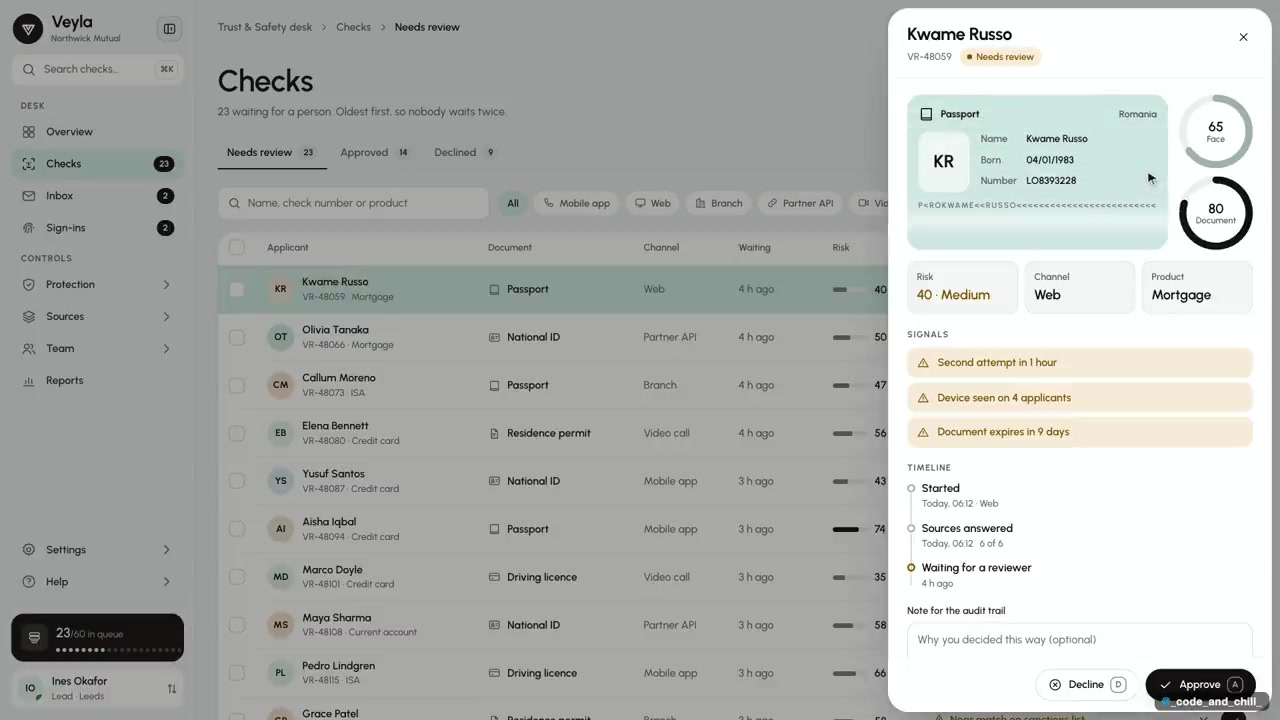 Veyla
Northwick Mutual
Search checks...
⌘K
DESK
Overview
Checks
23
Inbox
2
Sign-ins
2
CONTROLS
Protection
Sources
Team
Reports
Settings
Help
23/60 in queue
IO
Ines Okafor
Lead · Leeds
Trust & Safety desk > Checks > Needs review
Checks
23 waiting for a person. Oldest first, so nobody waits twice.
Needs review 23
Approved 14
Declined 9
Name, check number or product
All
Mobile app
Web
Branch
Partner API
Vid
Applicant Document Channel Waiting Risk
KR Kwame Russo Passport Web 4 h ago 40
VR-48059 · Mortgage
OT Olivia Tanaka National ID Partner API 4 h ago 50
VR-48066 · Mortgage
CM Callum Moreno Passport Branch 4 h ago 47
VR-48073 · ISA
EB Elena Bennett Residence permit Video call 4 h ago 56
VR-48080 · Credit card
YS Yusuf Santos National ID Mobile app 3 h ago 43
VR-48087 · Credit card
AI Aisha Iqbal Passport Mobile app 3 h ago 74
VR-48094 · Credit card
MD Marco Doyle Driving licence Video call 3 h ago 35
VR-48101 · Credit card
MS Maya Sharma National ID Partner API 3 h ago 58
VR-48108 · Current account
PL Pedro Lindgren Driving licence Mobile app 3 h ago 66
VR-48115 · ISA
Grace Patel
Kwame Russo
VR-48059
Needs review
Passport
Romania
KR
Name Kwame Russo
Born 04/01/1983
Number LO8393228
P<ROKWAME<<RUSSO<<<<<<<<<<<<<<<<<<<<<<<<<<
65
Face
80
Document
Risk
40 · Medium
Channel
Web
Product
Mortgage
SIGNALS
Second attempt in 1 hour
Device seen on 4 applicants
Document expires in 9 days
TIMELINE
Started
Today, 06:12 · Web
Sources answered
Today, 06:12 · 6 of 6
Waiting for a reviewer
4 h ago
Note for the audit trail
Why you decided this way (optional)
Decline D
Approve A
@_code_and_chill_